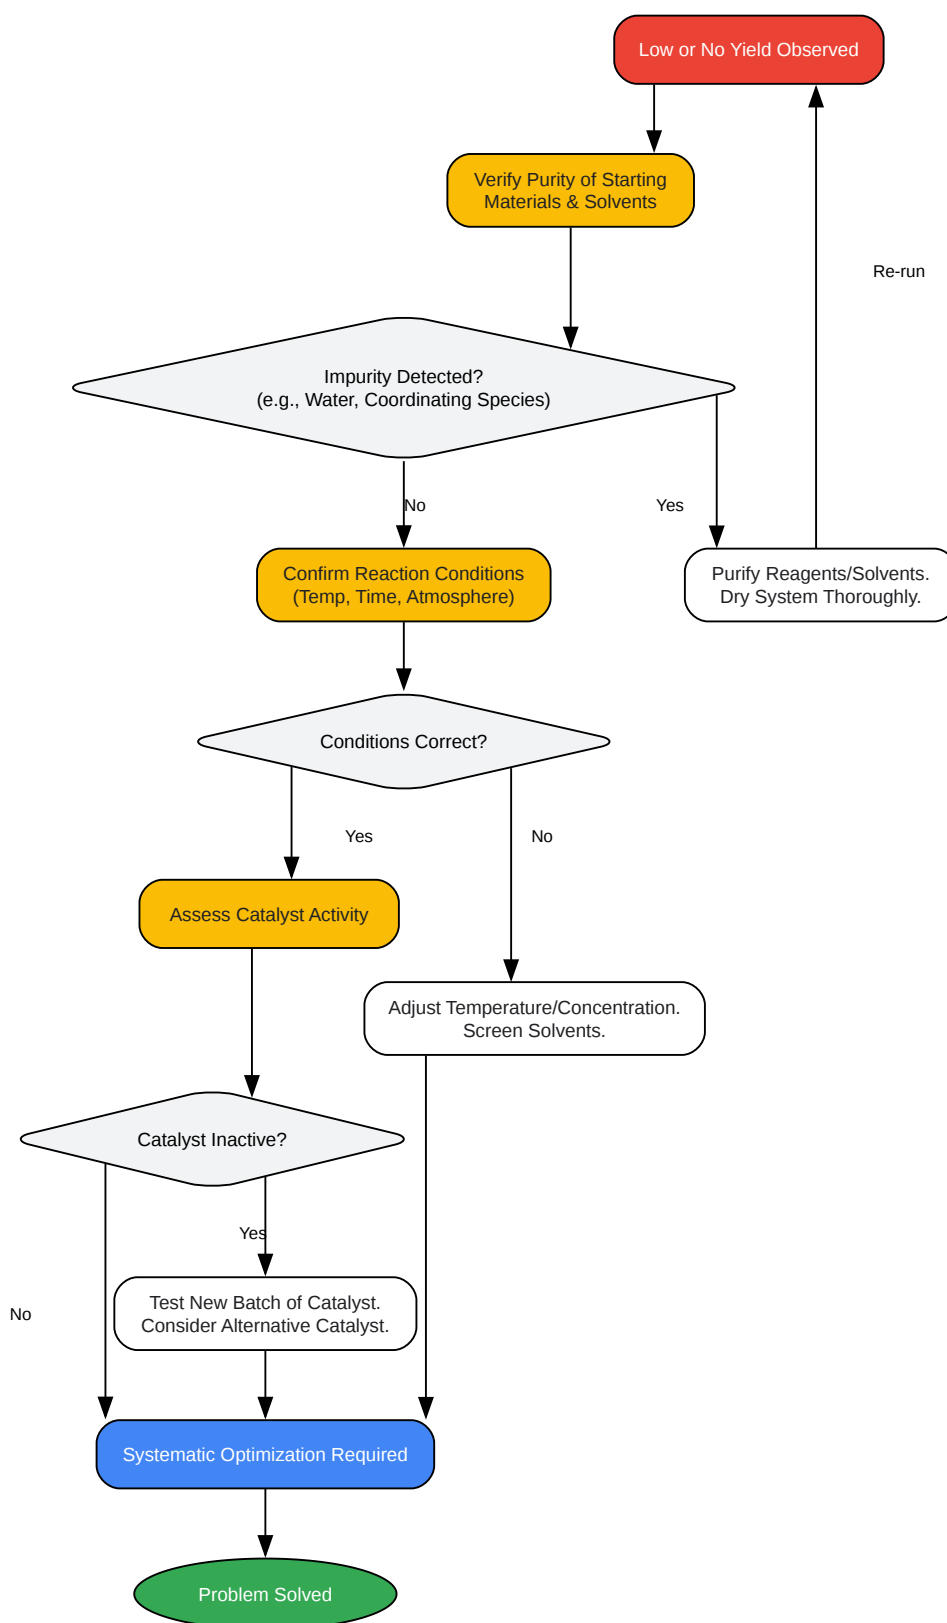 Low or No Yield Observed
Verify Purity of Starting
Materials & Solvents
Re-run
Impurity Detected?
(e.g., Water, Coordinating Species)
No
Yes
Confirm Reaction Conditions
(Temp, Time, Atmosphere)
Purify Reagents/Solvents.
Dry System Thoroughly.
Conditions Correct?
Yes
No
Assess Catalyst Activity
Adjust Temperature/Concentration.
Screen Solvents.
Catalyst Inactive?
Yes
No
Test New Batch of Catalyst.
Consider Alternative Catalyst.
Systematic Optimization Required
Problem Solved